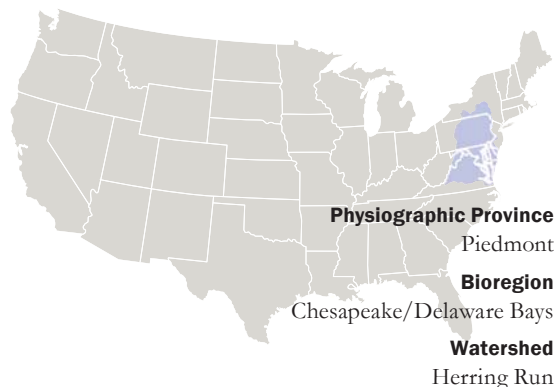 Physiographic Province
Piedmont
Bioregion
Chesapeake/Delaware Bays
Watershed
Herring Run